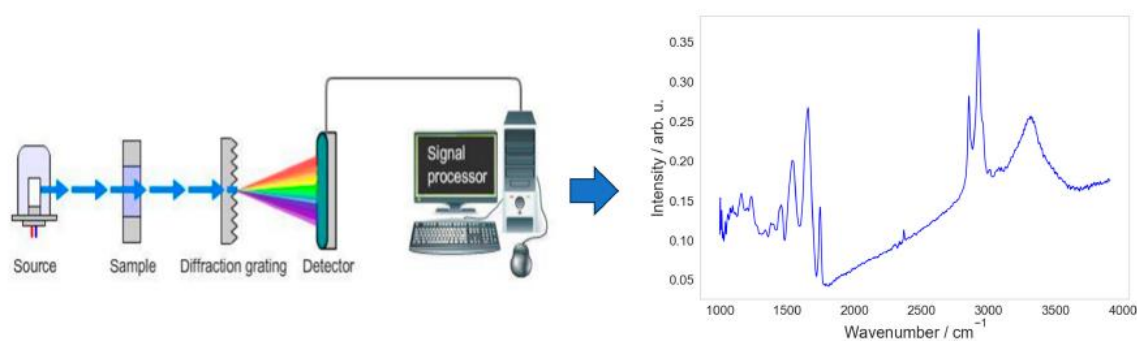 Signal
processor
Source
Sample
Diffraction grating
Detector
Intensity / arb. u.
0.35
0.30
0.25
0.20
0.15
0.10
0.05
1000
1500
2000
2500
3000
3500
4000
Wavenumber / cm⁻¹